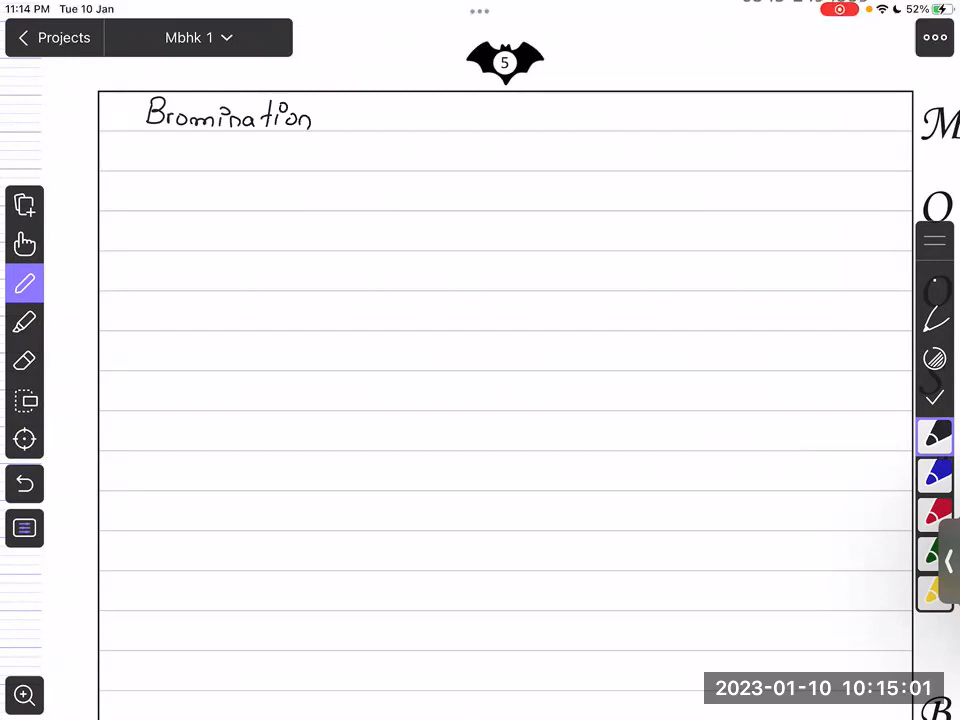 11:14 PM Tue 10 Jan
52%
Projects
Mbhk 1
5
Bromination
M
O
2023-01-10 10:15:01
B